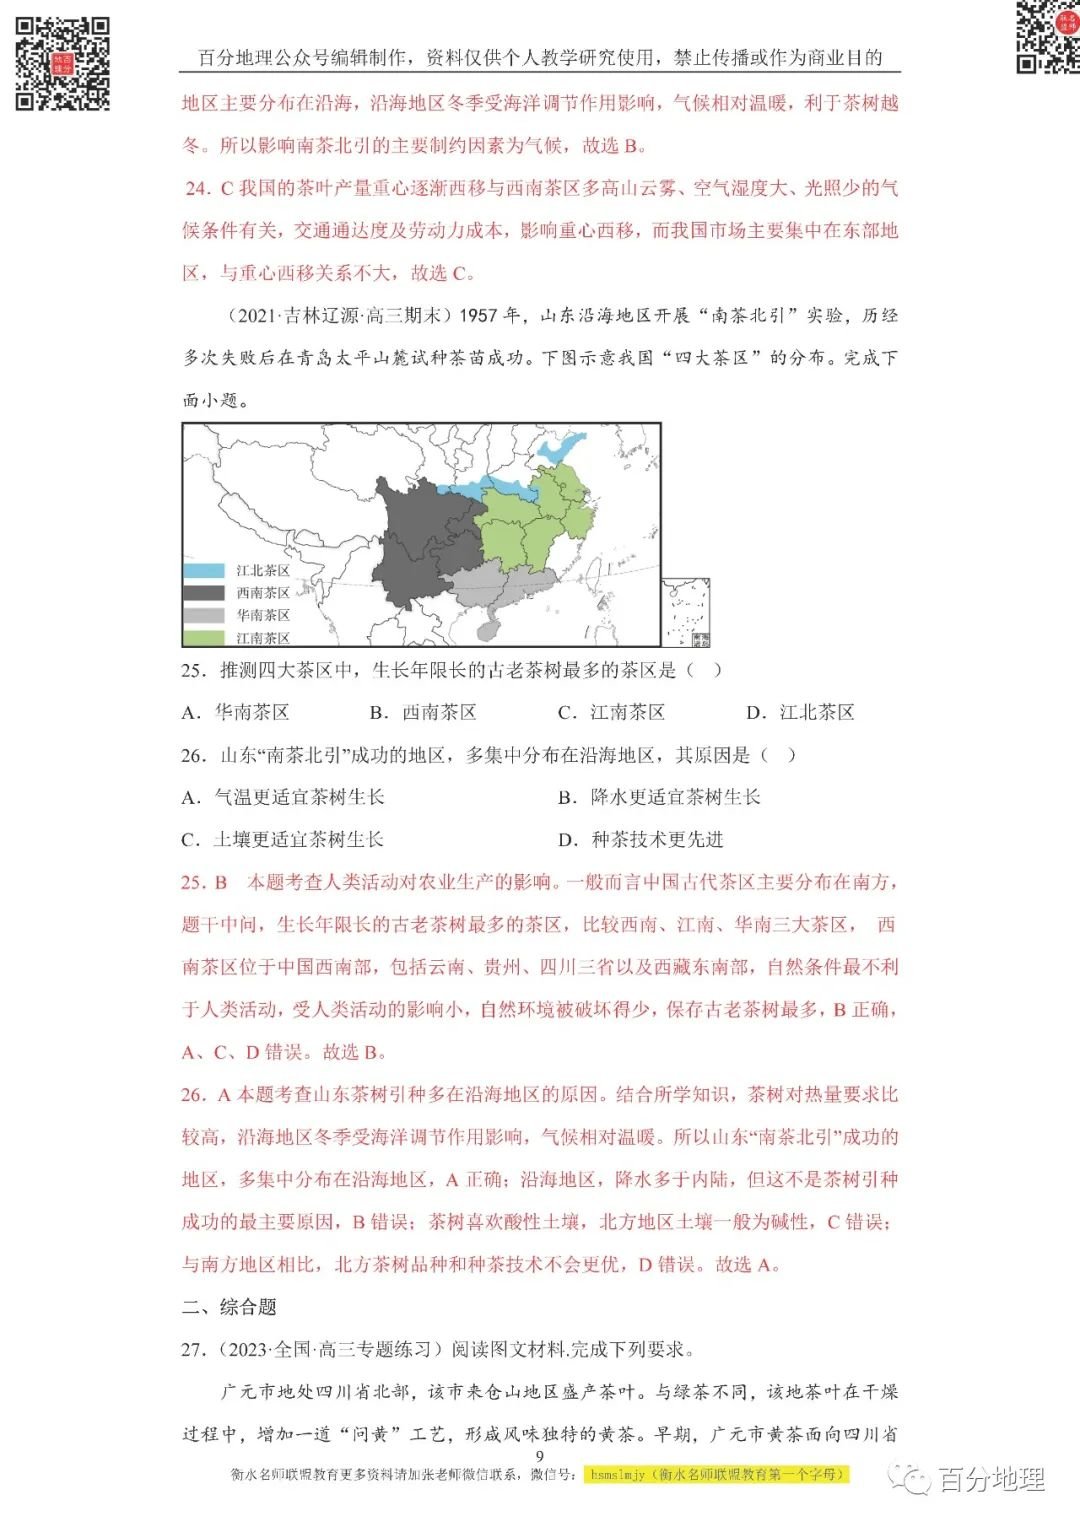 百分地理公众号编辑制作，资料仅供个人教学研究使用，禁止传播或作为商业目的
地区主要分布在沿海，沿海地区冬季受海洋调节作用影响，气候相对温暖，利于茶树越
冬。所以影响南茶北引的主要制约因素为气候，故选 B。
24．C 我国的茶叶产量重心逐渐西移与西南茶区多高山云雾、空气湿度大、光照少的气
候条件有关，交通通达度及劳动力成本，影响重心西移，而我国市场主要集中在东部地
区，与重心西移关系不大，故选 C。
（2021·吉林辽源·高三期末）1957 年，山东沿海地区开展“南茶北引”实验，历经
多次失败后在青岛太平山麓试种茶苗成功。下图示意我国“四大茶区”的分布。完成下
面小题。
江北茶区
西南茶区
华南茶区
江南茶区
南海诸岛
25．推测四大茶区中，生长年限长的古老茶树最多的茶区是（　）
A．华南茶区　B．西南茶区　C．江南茶区　D．江北茶区
26．山东“南茶北引”成功的地区，多集中分布在沿海地区，其原因是（　）
A．气温更适宜茶树生长　B．降水更适宜茶树生长
C．土壤更适宜茶树生长　D．种茶技术更先进
25．B　本题考查人类活动对农业生产的影响。一般而言中国古代茶区主要分布在南方，
题干中问，生长年限长的古老茶树最多的茶区，比较西南、江南、华南三大茶区，　西
南茶区位于中国西南部，包括云南、贵州、四川三省以及西藏东南部，自然条件最不利
于人类活动，受人类活动的影响小，自然环境被破坏得少，保存古老茶树最多，B 正确，
A、C、D 错误。故选 B。
26．A 本题考查山东茶树引种多在沿海地区的原因。结合所学知识，茶树对热量要求比
较高，沿海地区冬季受海洋调节作用影响，气候相对温暖。所以山东“南茶北引”成功的
地区，多集中分布在沿海地区，A 正确；沿海地区，降水多于内陆，但这不是茶树引种
成功的最主要原因，B 错误；茶树喜欢酸性土壤，北方地区土壤一般为碱性，C 错误；
与南方地区相比，北方茶树品种和种茶技术不会更优，D 错误。故选 A。
二、综合题
27．（2023·全国·高三专题练习）阅读图文材料.完成下列要求。
广元市地处四川省北部，该市来仓山地区盛产茶叶。与绿茶不同，该地茶叶在干燥
过程中，增加一道“问黄”工艺，形成风味独特的黄茶。早期，广元市黄茶面向四川省
9
衡水名师联盟教育更多资料请加张老师微信联系，微信号： hsmslmjy（衡水名师联盟教育第一个字母）
百分地理